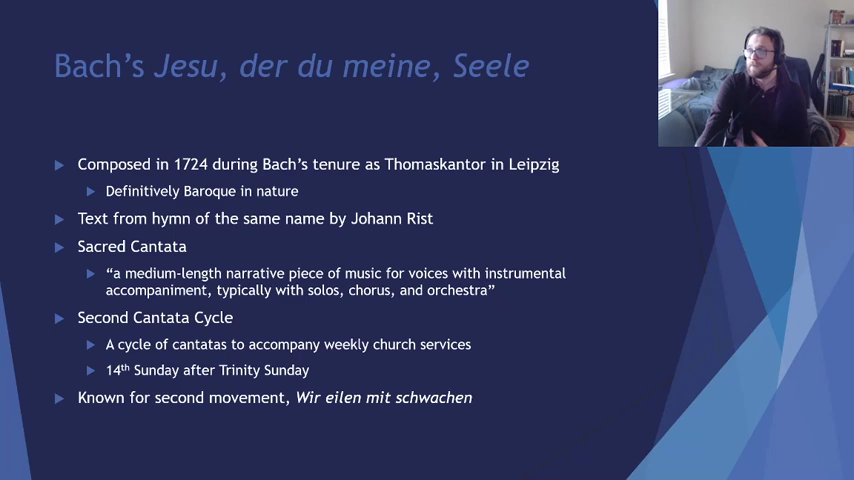 Bach's Jesu, der du meine, Seele
Composed in 1724 during Bach's tenure as Thomaskantor in Leipzig
Definitively Baroque in nature
Text from hymn of the same name by Johann Rist
Sacred Cantata
“a medium-length narrative piece of music for voices with instrumental
accompaniment, typically with solos, chorus, and orchestra”
Second Cantata Cycle
A cycle of cantatas to accompany weekly church services
14th Sunday after Trinity Sunday
Known for second movement, Wir eilen mit schwachen